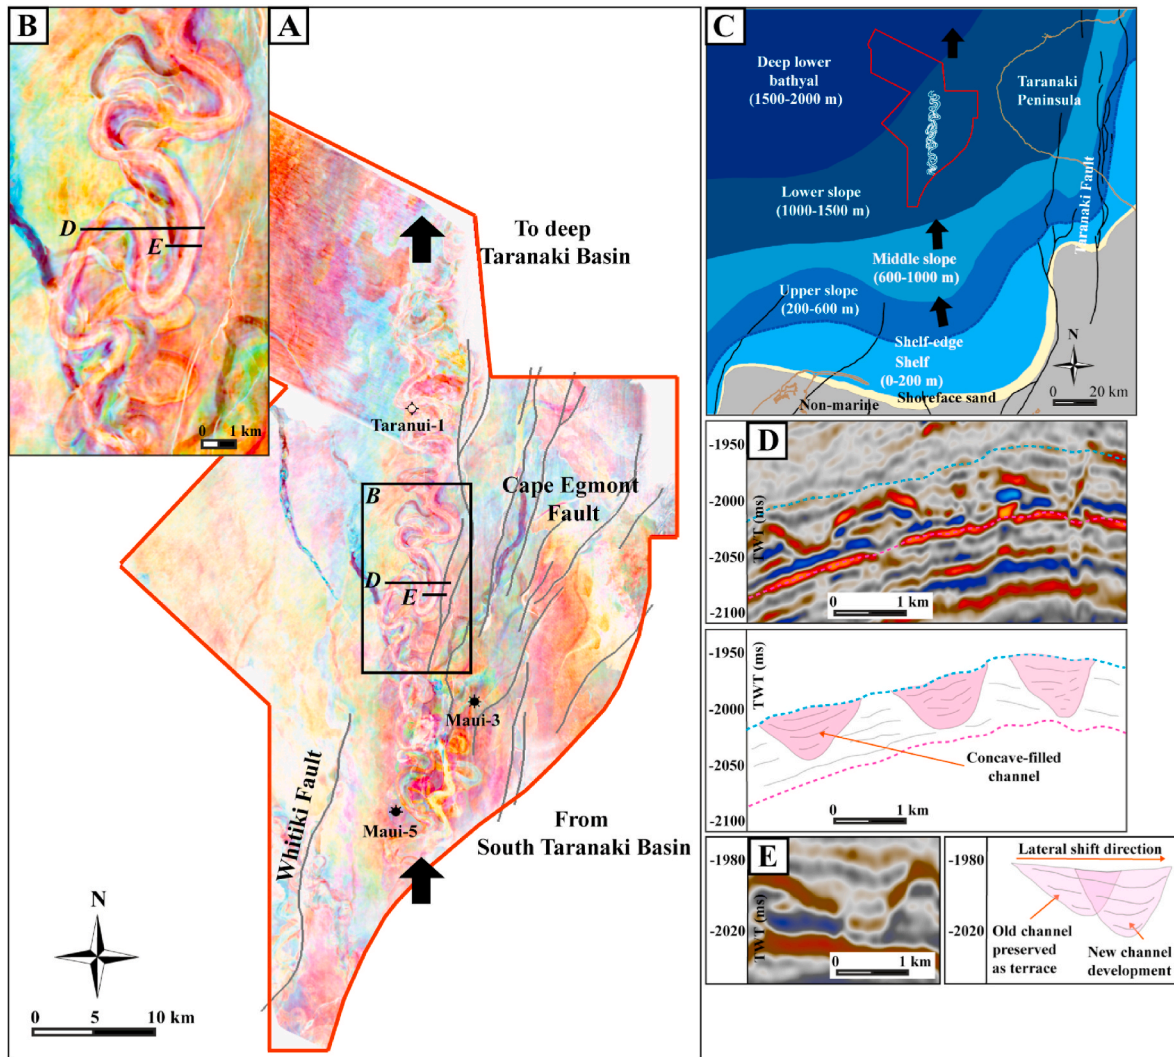 B
D
E
0
1 km
A
To deep
Taranaki Basin
Taranui-1
B
Cape Egmont
Fault
D
E
Maui-3
Whitiki Fault
Maui-5
From
South Taranaki Basin
N
0
5
10 km
C
Deep lower
bathyal
(1500-2000 m)
Taranaki
Peninsula
Taranaki Fault
Lower slope
(1000-1500 m)
Middle slope
(600-1000 m)
Upper slope
(200-600 m)
Shelf-edge
Shelf
(0-200 m)
Non-marine
Shoreface sand
N
0
20 km
D
-1950
-2000
-2050
-2100
TWT (ms)
0
1 km
-1950
-2000
-2050
-2100
TWT (ms)
Concave-filled
channel
0
1 km
E
-1980
-2020
TWT (ms)
0
1 km
-1980
-2020
Lateral shift direction
Old channel
preserved
as terrace
New channel
development